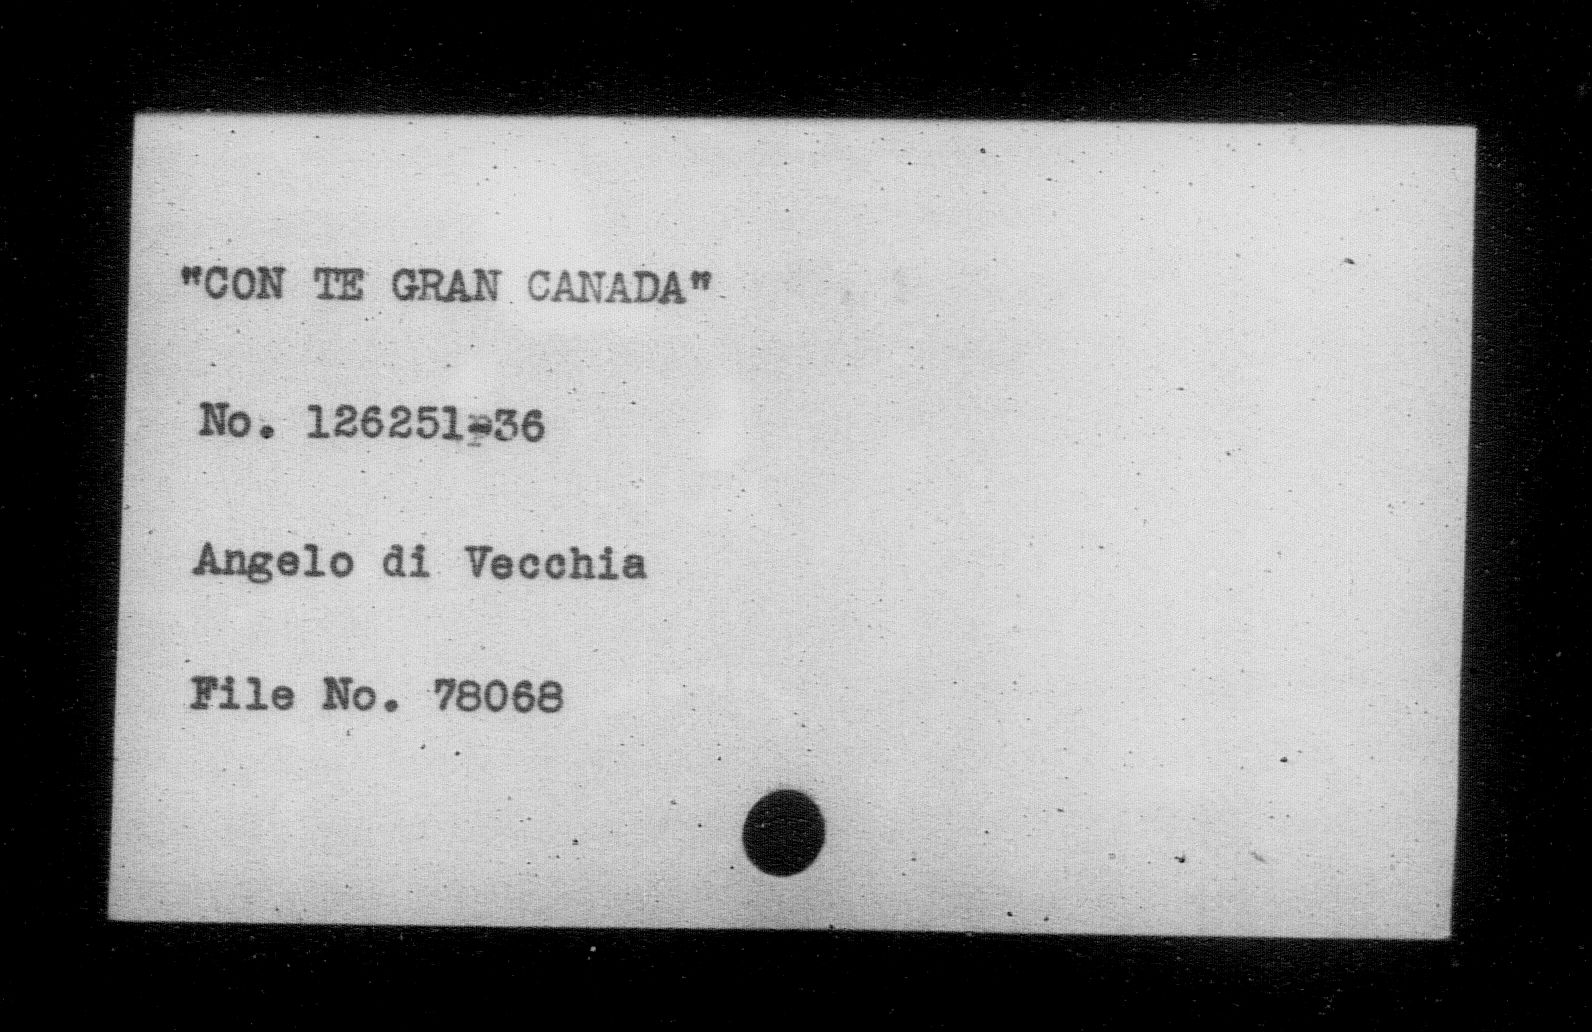 "CON TE GRAN CANADA"
No. 126251-36
Angelo di Vecchia
File No. 78068